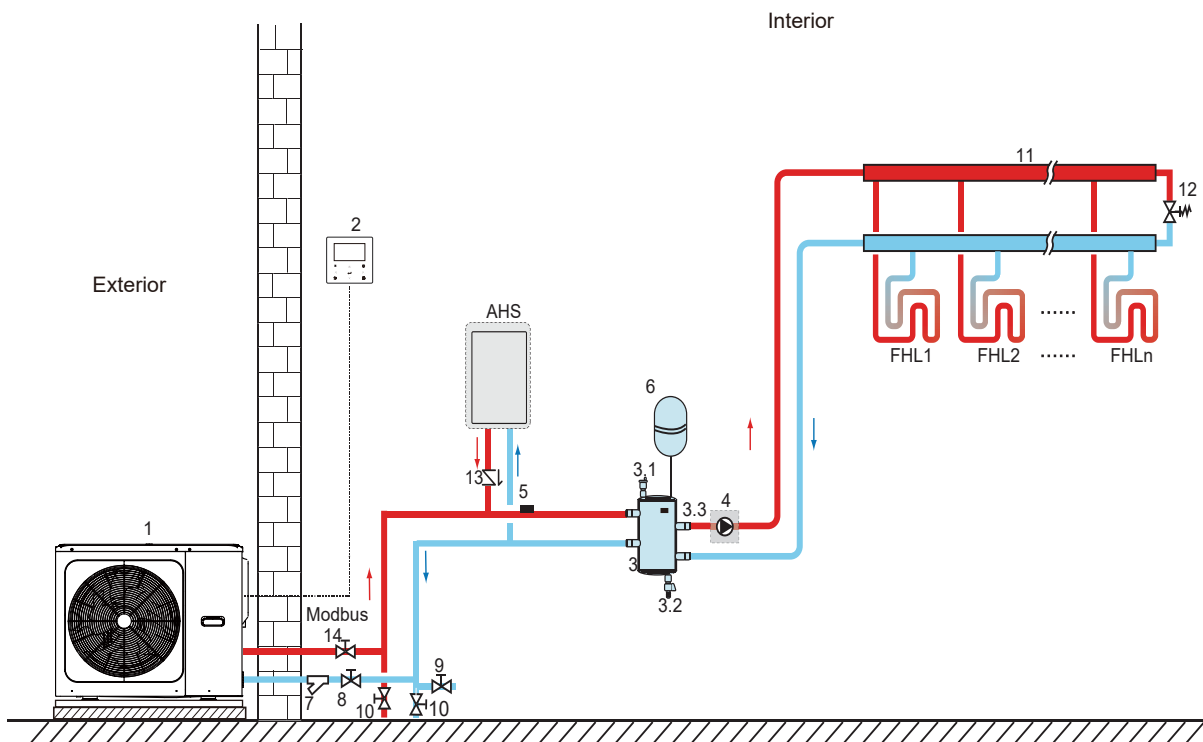 Interior
11
12
2
Exterior
AHS
FHL1
FHL2
......
......
FHLn
6
13
5
3.1
3.3
4
1
3
3.2
Modbus
14
9
7
8
10
10